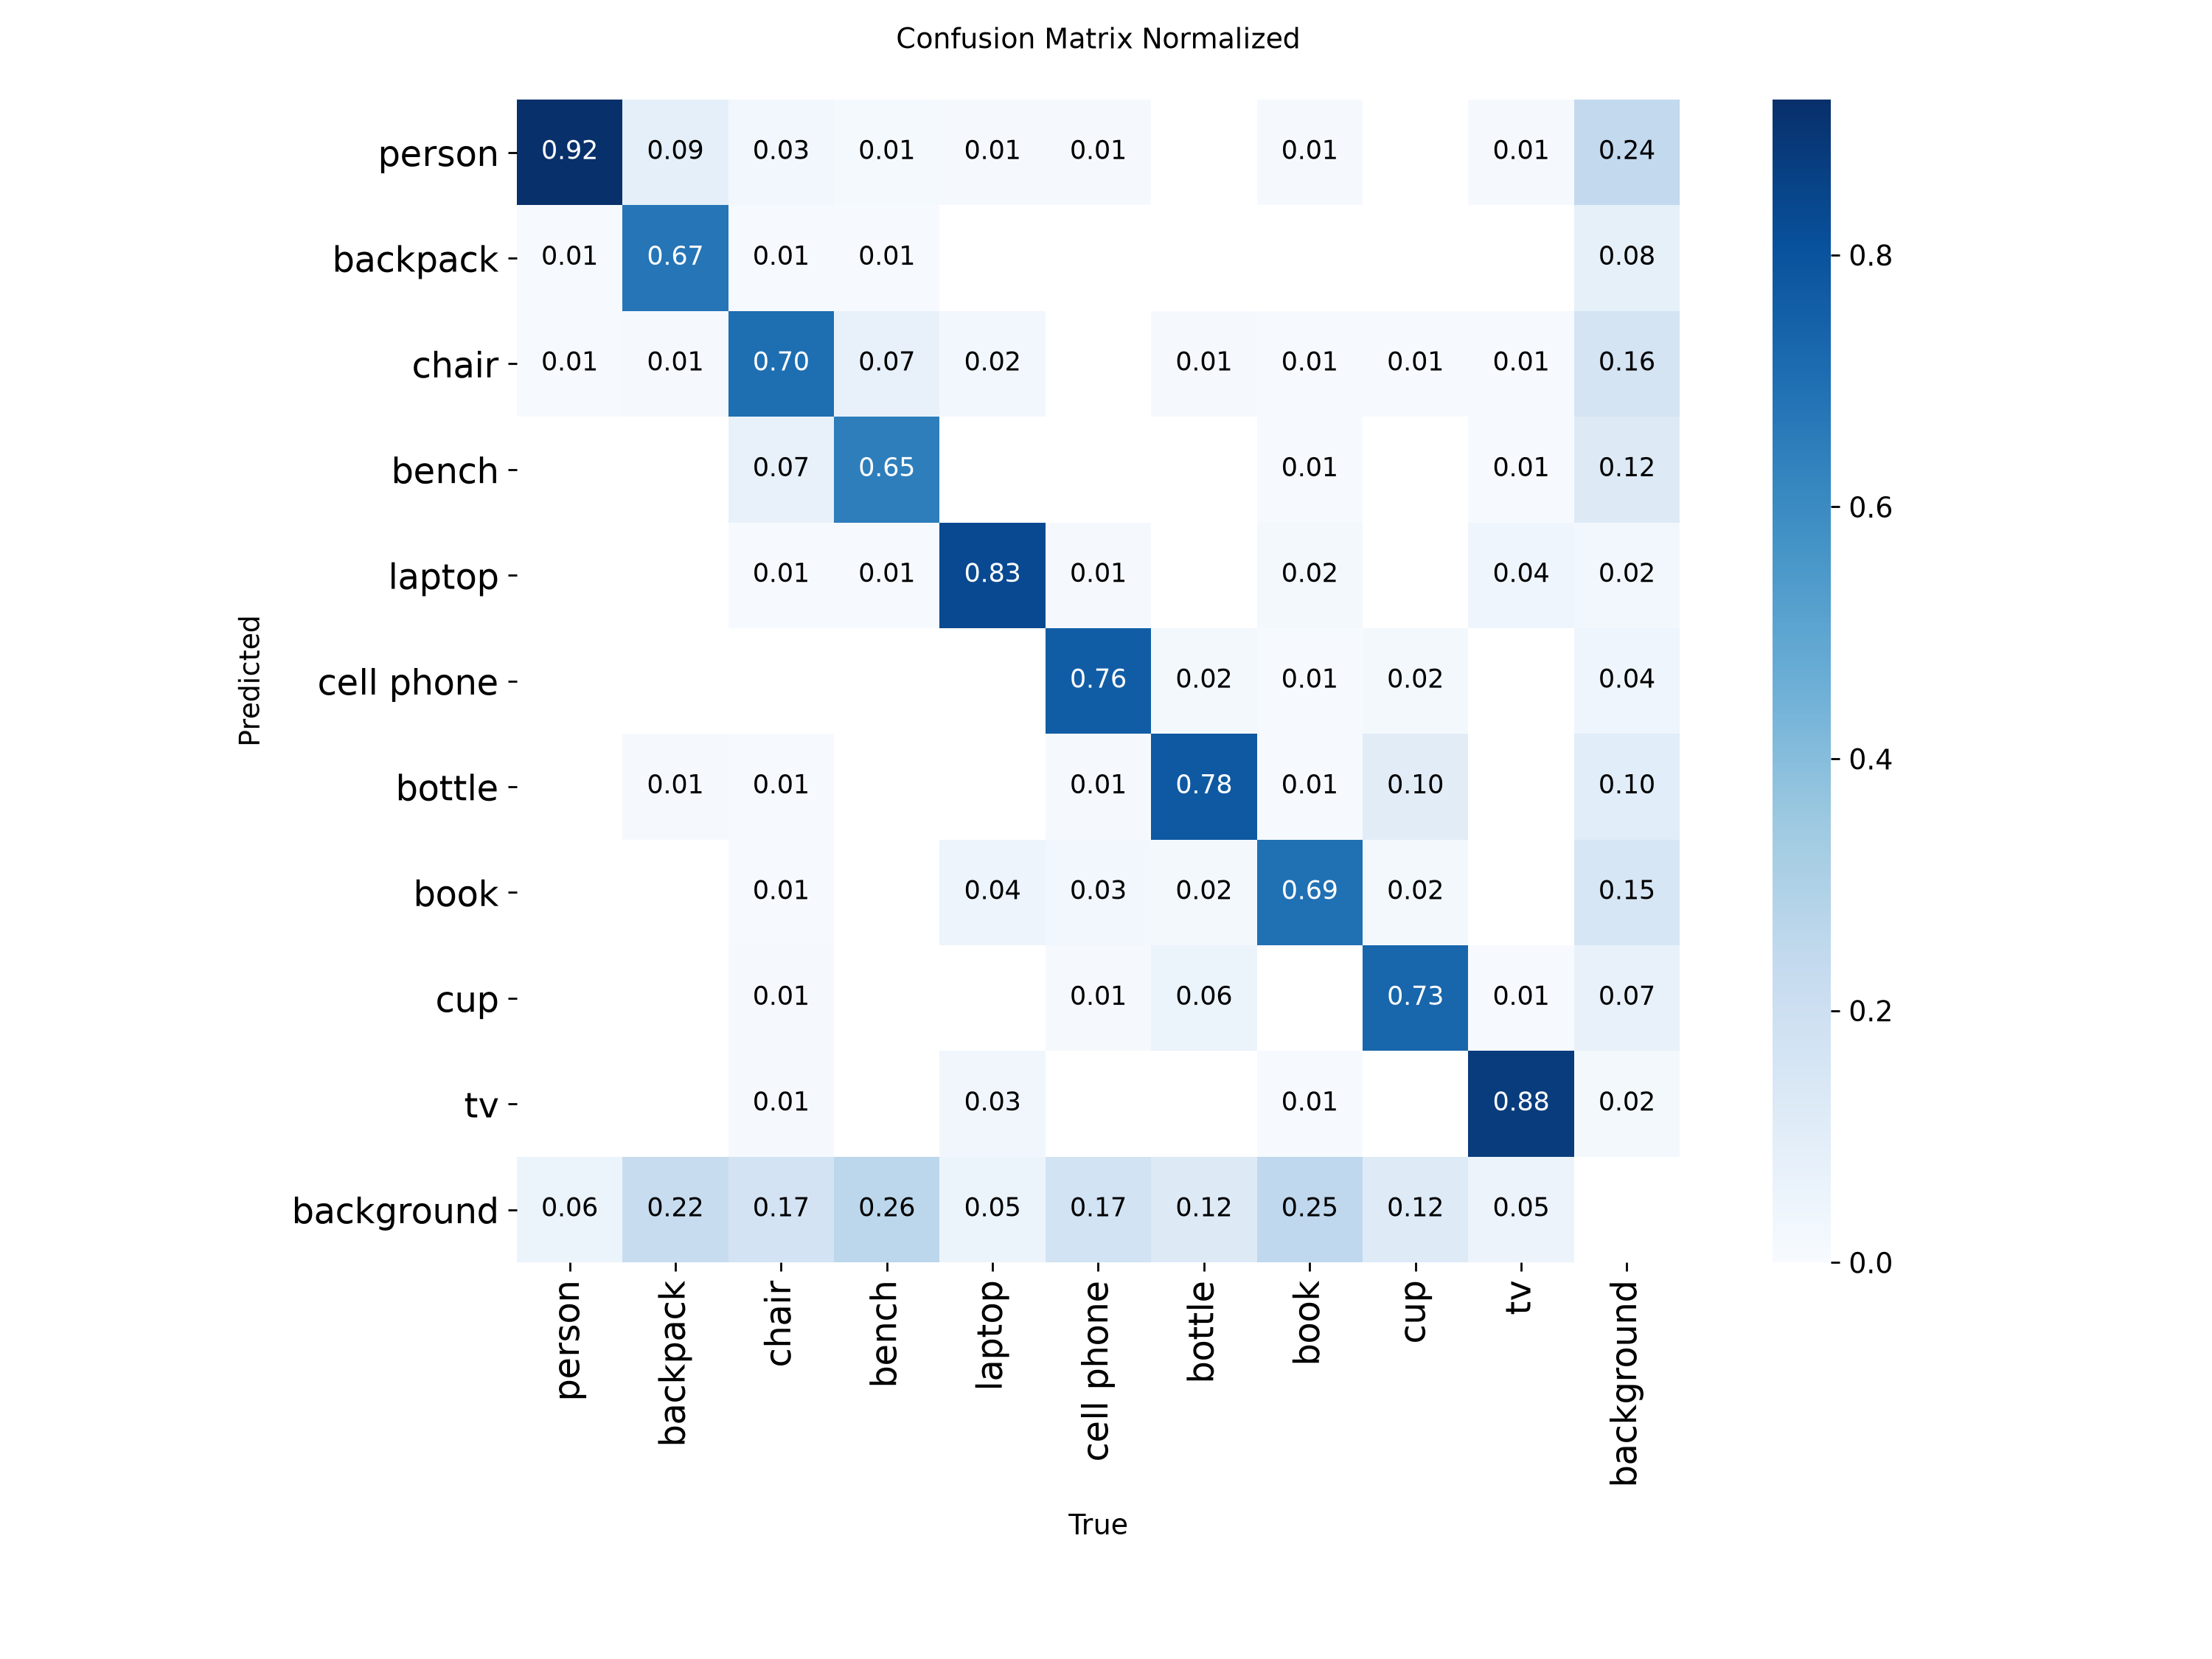 Confusion Matrix Normalized
person 0.92 0.09 0.03 0.01 0.01 0.01 0.01 0.01 0.24
backpack 0.01 0.67 0.01 0.01 0.08
chair 0.01 0.01 0.70 0.07 0.02 0.01 0.01 0.01 0.01 0.16
bench 0.07 0.65 0.01 0.01 0.12
laptop 0.01 0.01 0.83 0.01 0.02 0.04 0.02
cell phone 0.76 0.02 0.01 0.02 0.04
bottle 0.01 0.01 0.01 0.78 0.01 0.10 0.10
book 0.01 0.04 0.03 0.02 0.69 0.02 0.15
cup 0.01 0.01 0.06 0.73 0.01 0.07
tv 0.01 0.03 0.01 0.88 0.02
background 0.06 0.22 0.17 0.26 0.05 0.17 0.12 0.25 0.12 0.05
Predicted
person
backpack
chair
bench
laptop
cell phone
bottle
book
cup
tv
background
True
0.8
0.6
0.4
0.2
0.0